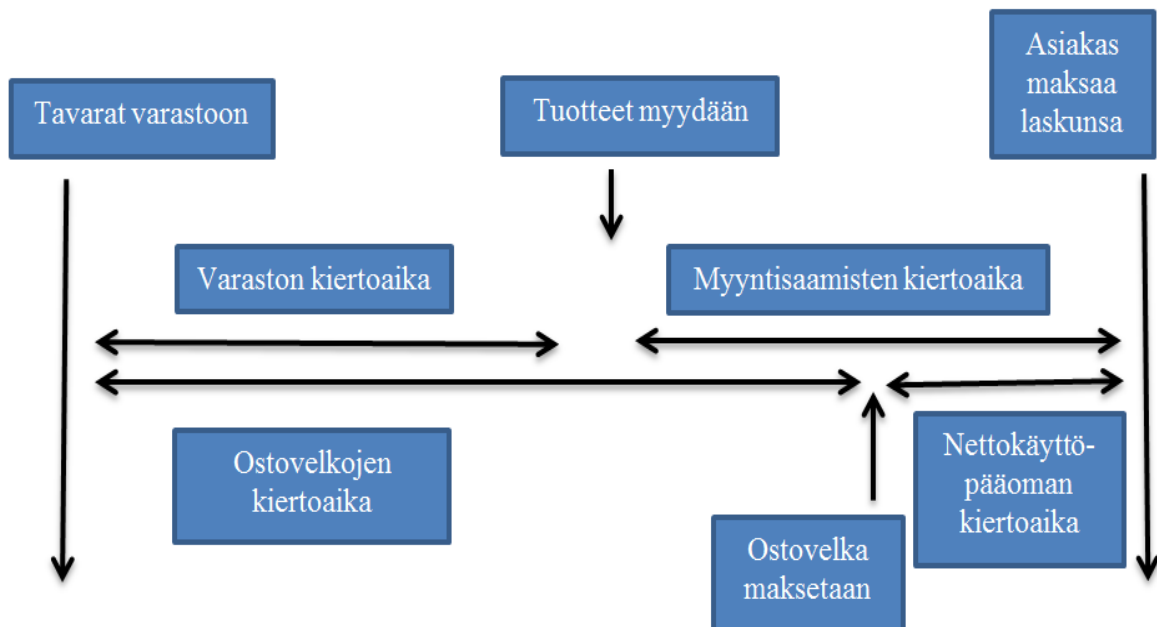 Tavarat varastoon
Tuotteet myydään
Asiakas
maksaa
laskunsa
Varaston kiertoaika
Myyntisaamisten kiertoaika
Ostovelkojen
kiertoaika
Nettokäyttö-
pääoman
kiertoaika
Ostovelka
maksetaan